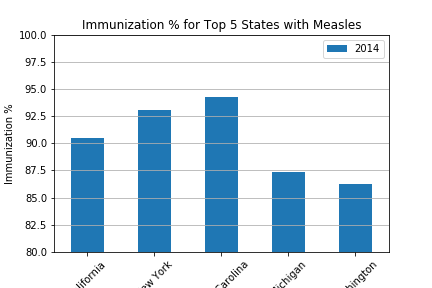 Immunization % for Top 5 States with Measles
2014
Immunization %
100.0
97.5
95.0
92.5
90.0
87.5
85.0
82.5
80.0
lifornia
ew York
Carolina
ichigan
hington